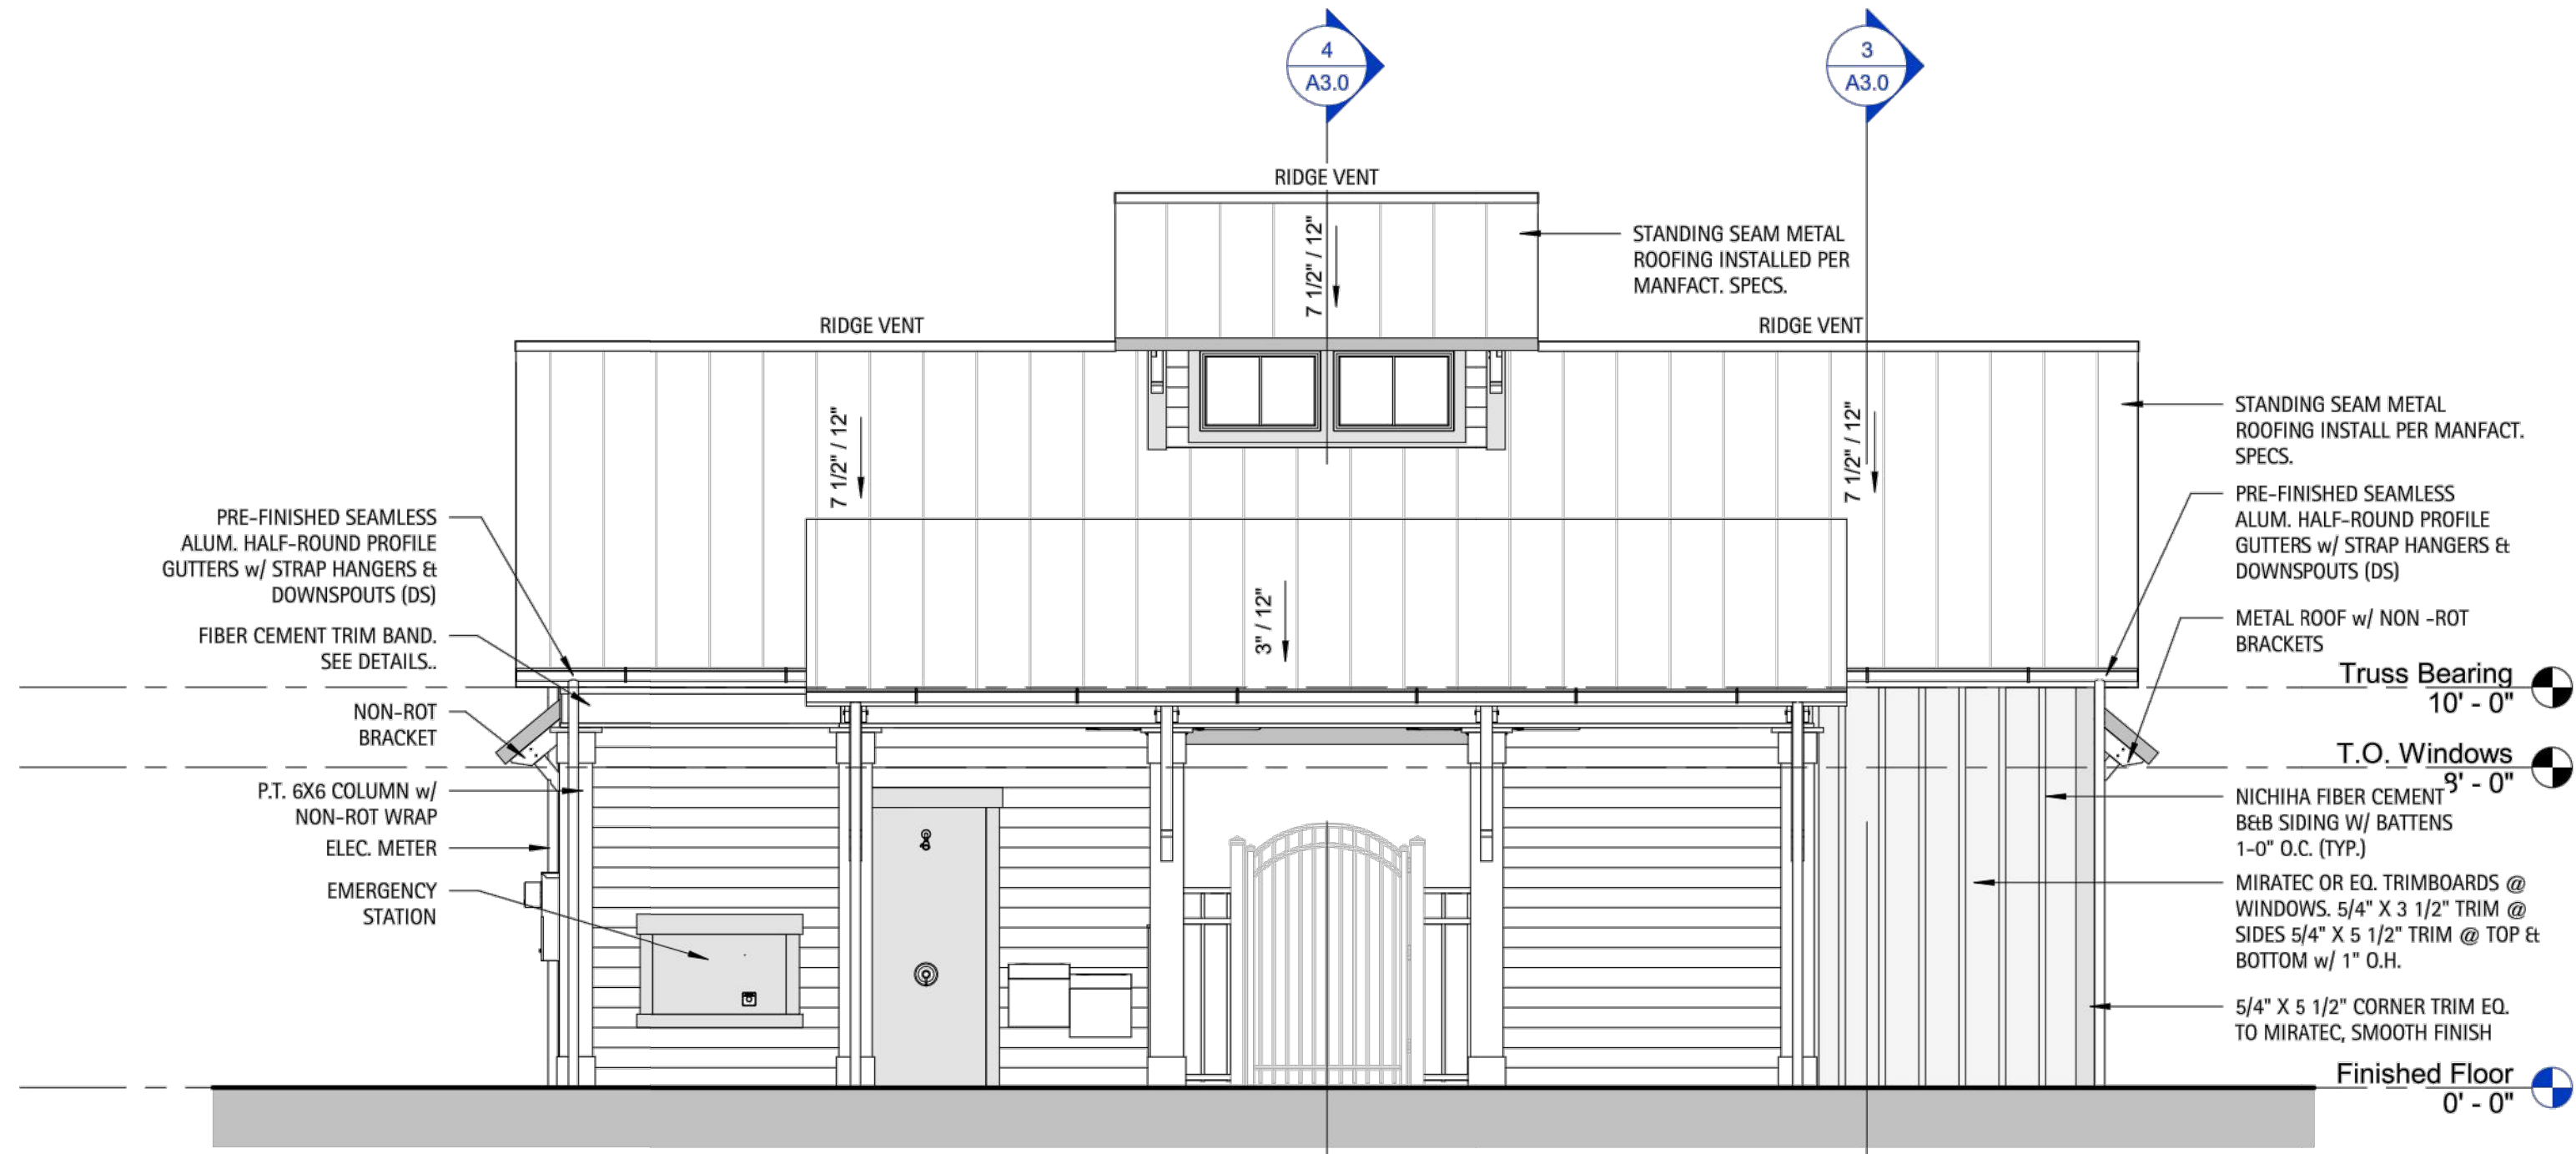 4
A3.0
3
A3.0
RIDGE VENT
7 1/2" / 12"
STANDING SEAM METAL
ROOFING INSTALLED PER
MANFACT. SPECS.
RIDGE VENT
RIDGE VENT
7 1/2" / 12"
7 1/2" / 12"
3" / 12"
PRE-FINISHED SEAMLESS
ALUM. HALF-ROUND PROFILE
GUTTERS w/ STRAP HANGERS &
DOWNSPOUTS (DS)
FIBER CEMENT TRIM BAND.
SEE DETAILS..
NON-ROT
BRACKET
P.T. 6X6 COLUMN w/
NON-ROT WRAP
ELEC. METER
EMERGENCY
STATION
STANDING SEAM METAL
ROOFING INSTALL PER MANFACT.
SPECS.
PRE-FINISHED SEAMLESS
ALUM. HALF-ROUND PROFILE
GUTTERS w/ STRAP HANGERS &
DOWNSPOUTS (DS)
METAL ROOF w/ NON -ROT
BRACKETS
Truss Bearing
10' - 0"
T.O. Windows
8' - 0"
NICHIHA FIBER CEMENT
B&B SIDING W/ BATTENS
1-0" O.C. (TYP.)
MIRATEC OR EQ. TRIMBOARDS @
WINDOWS. 5/4" X 3 1/2" TRIM @
SIDES 5/4" X 5 1/2" TRIM @ TOP &
BOTTOM w/ 1" O.H.
5/4" X 5 1/2" CORNER TRIM EQ.
TO MIRATEC, SMOOTH FINISH
Finished Floor
0' - 0"